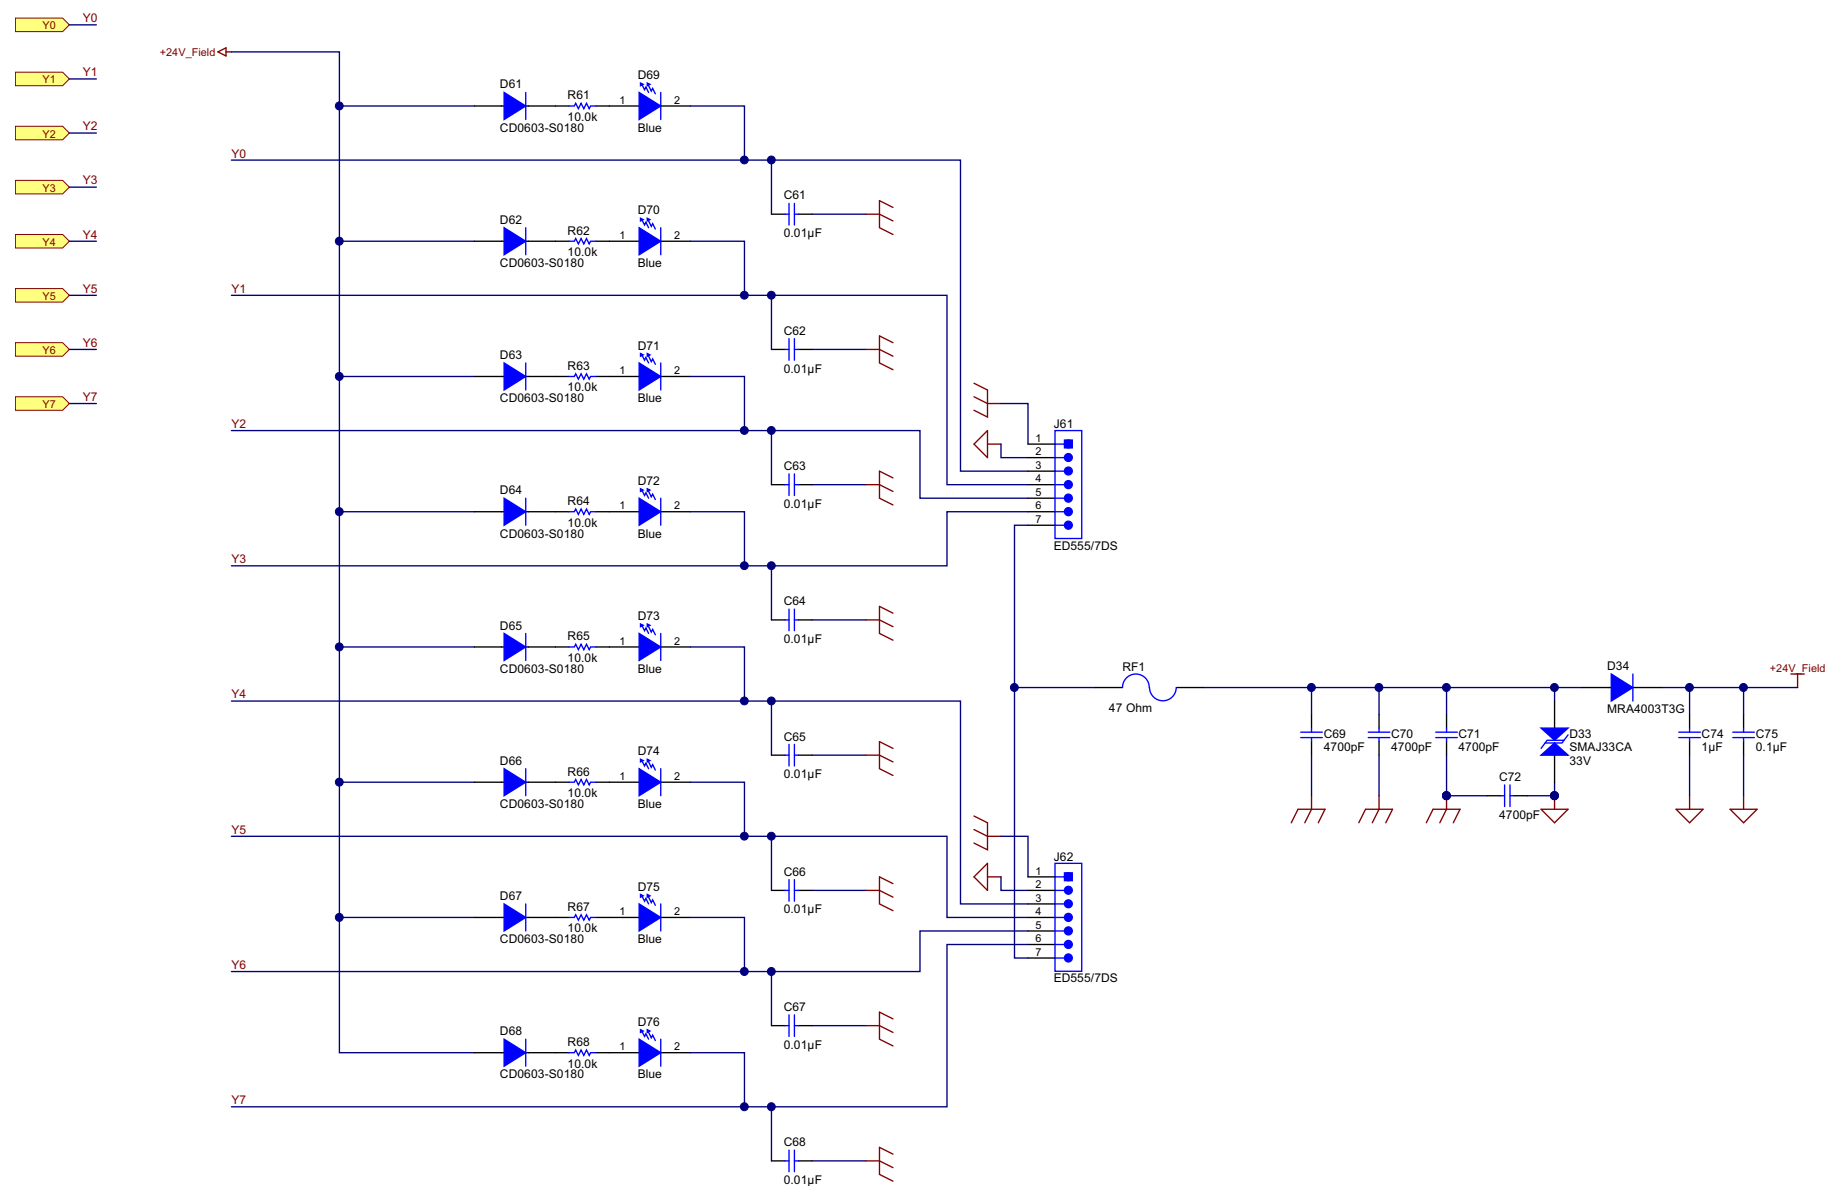 Y0 Y0
Y1 Y1
Y2 Y2
Y3 Y3
Y4 Y4
Y5 Y5
Y6 Y6
Y7 Y7
+24V_Field
D61 R61 1 D69 2
10.0k
CD0603-S0180 Blue
Y0
C61
0.01µF
D62 R62 1 D70 2
10.0k
CD0603-S0180 Blue
Y1
C62
0.01µF
D63 R63 1 D71 2
10.0k
CD0603-S0180 Blue
Y2
C63
0.01µF
D64 R64 1 D72 2
10.0k
CD0603-S0180 Blue
Y3
C64
0.01µF
D65 R65 1 D73 2
10.0k
CD0603-S0180 Blue
Y4
C65
0.01µF
D66 R66 1 D74 2
10.0k
CD0603-S0180 Blue
Y5
C66
0.01µF
D67 R67 1 D75 2
10.0k
CD0603-S0180 Blue
Y6
C67
0.01µF
D68 R68 1 D76 2
10.0k
CD0603-S0180 Blue
Y7
C68
0.01µF
J61
1
2
3
4
5
6
7
ED555/7DS
J62
1
2
3
4
5
6
7
ED555/7DS
RF1
47 Ohm
C69
4700pF
C70
4700pF
C71
4700pF
C72
4700pF
D33
SMAJ33CA
33V
D34
MRA4003T3G
C74
1µF
C75
0.1µF
+24V_Field